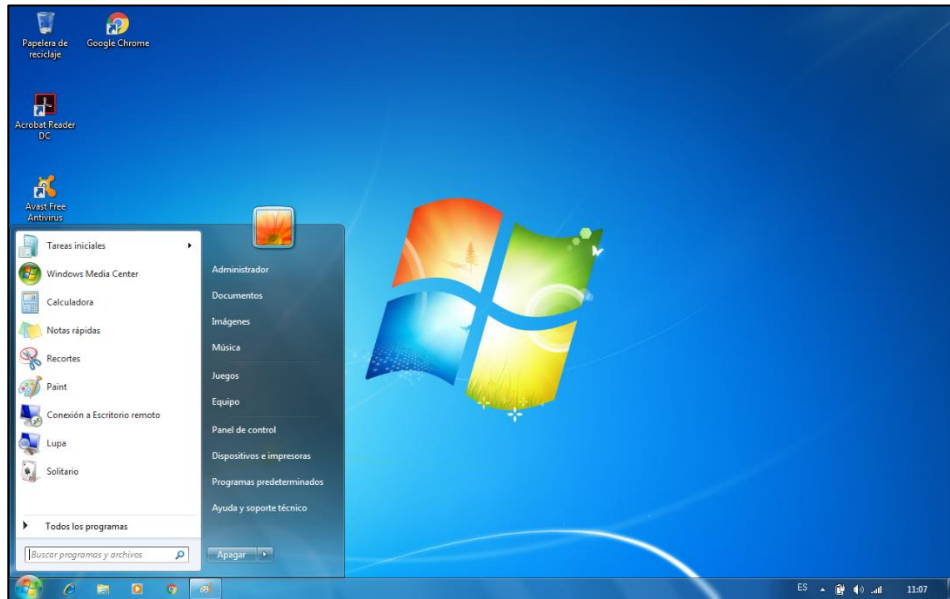 Papelera de
reciclaje
Google Chrome
Acrobat Reader
DC
Avast Free
Antivirus
Tareas iniciales
Windows Media Center
Calculadora
Notas rápidas
Recortes
Paint
Conexión a Escritorio remoto
Lupa
Solitario
Todos los programas
Buscar programas y archivos
Administrador
Documentos
Imágenes
Música
Juegos
Equipo
Panel de control
Dispositivos e impresoras
Programas predeterminados
Ayuda y soporte técnico
Apagar
ES
11:07